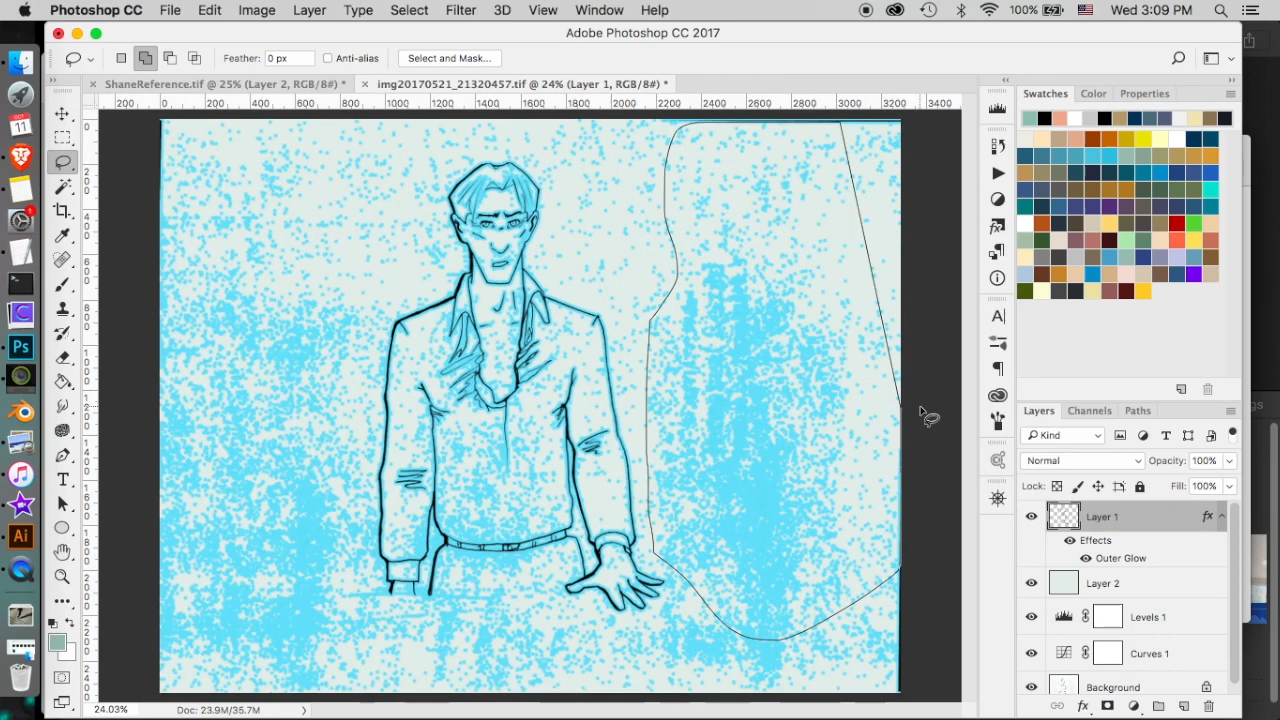 Photoshop CC File Edit Image Layer Type Select Filter 3D View Window Help 100% Wed 3:09 PM
Adobe Photoshop CC 2017
Feather: 0 px Anti-alias Select and Mask...
ShaneReference.tif @ 25% (Layer 2, RGB/8#) * img20170521_21320457.tif @ 24% (Layer 1, RGB/8#) *
200 0 200 400 600 800 1000 1200 1400 1600 1800 2000 2200 2400 2600 2800 3000 3200 3400
Swatches Color Properties
OCT
11
Ps
Ai
Layers Channels Paths
Kind
Normal Opacity: 100%
Lock: Fill: 100%
Layer 1 fx
Effects
Outer Glow
Layer 2
Levels 1
Curves 1
Background
24.03% Doc: 23.9M/35.7M